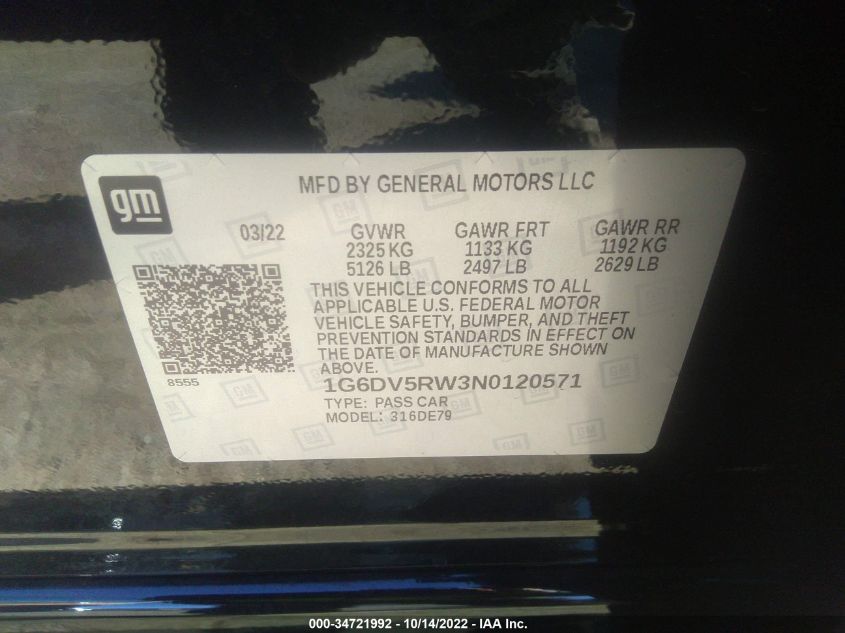 gm
MFD BY GENERAL MOTORS LLC
03/22 GVWR GAWR FRT GAWR RR
2325 KG 1133 KG 1192 KG
5126 LB 2497 LB 2629 LB
THIS VEHICLE CONFORMS TO ALL
APPLICABLE U.S. FEDERAL MOTOR
VEHICLE SAFETY, BUMPER, AND THEFT
PREVENTION STANDARDS IN EFFECT ON
THE DATE OF MANUFACTURE SHOWN
ABOVE.
8555
1G6DV5RW3N0120571
TYPE: PASS CAR
MODEL: 316DE79
000-34721992 - 10/14/2022 - IAA Inc.